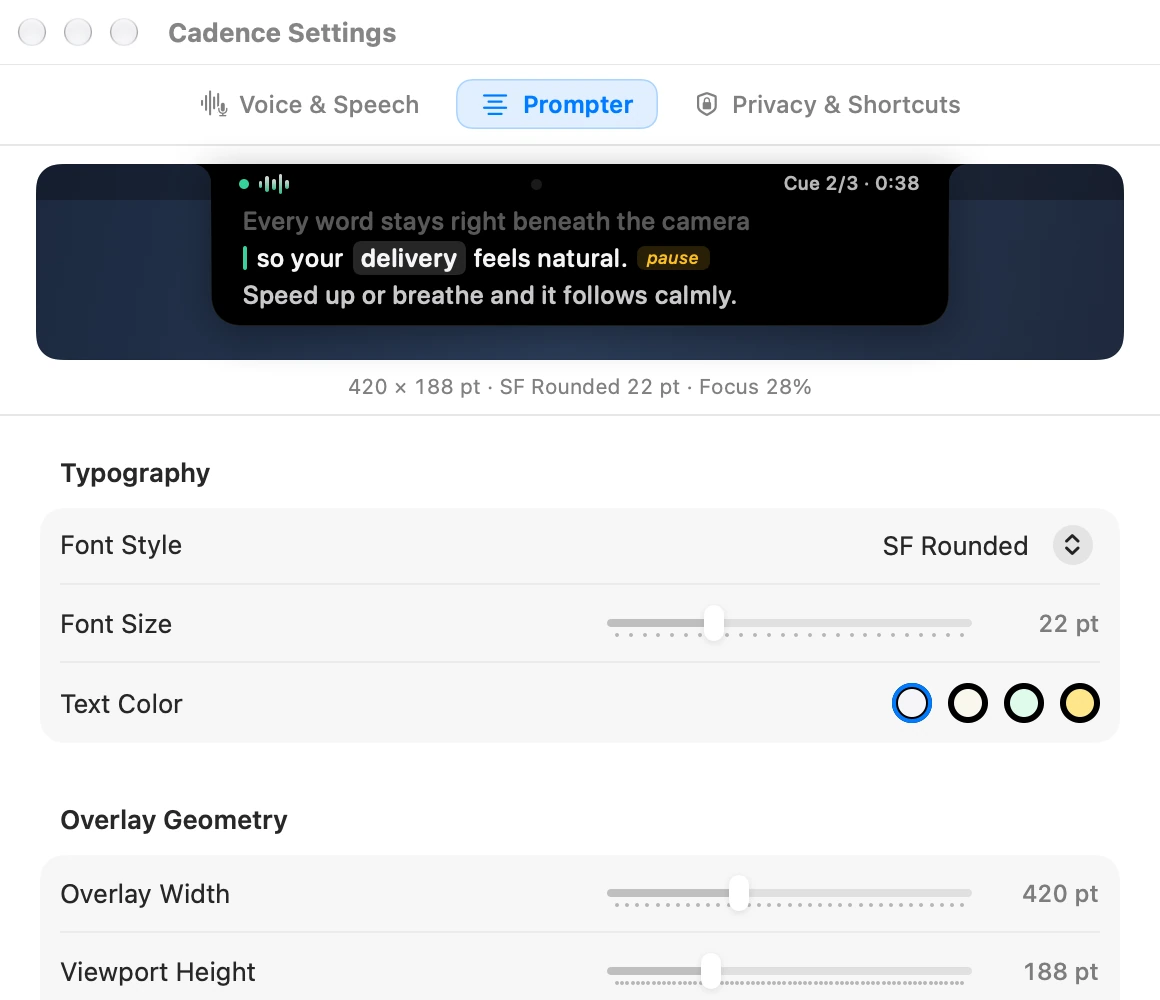 Cadence Settings
Voice & Speech
Prompter
Privacy & Shortcuts
Cue 2/3 · 0:38
Every word stays right beneath the camera
so your delivery feels natural. pause
Speed up or breathe and it follows calmly.
420 × 188 pt · SF Rounded 22 pt · Focus 28%
Typography
Font Style SF Rounded
Font Size 22 pt
Text Color
Overlay Geometry
Overlay Width 420 pt
Viewport Height 188 pt